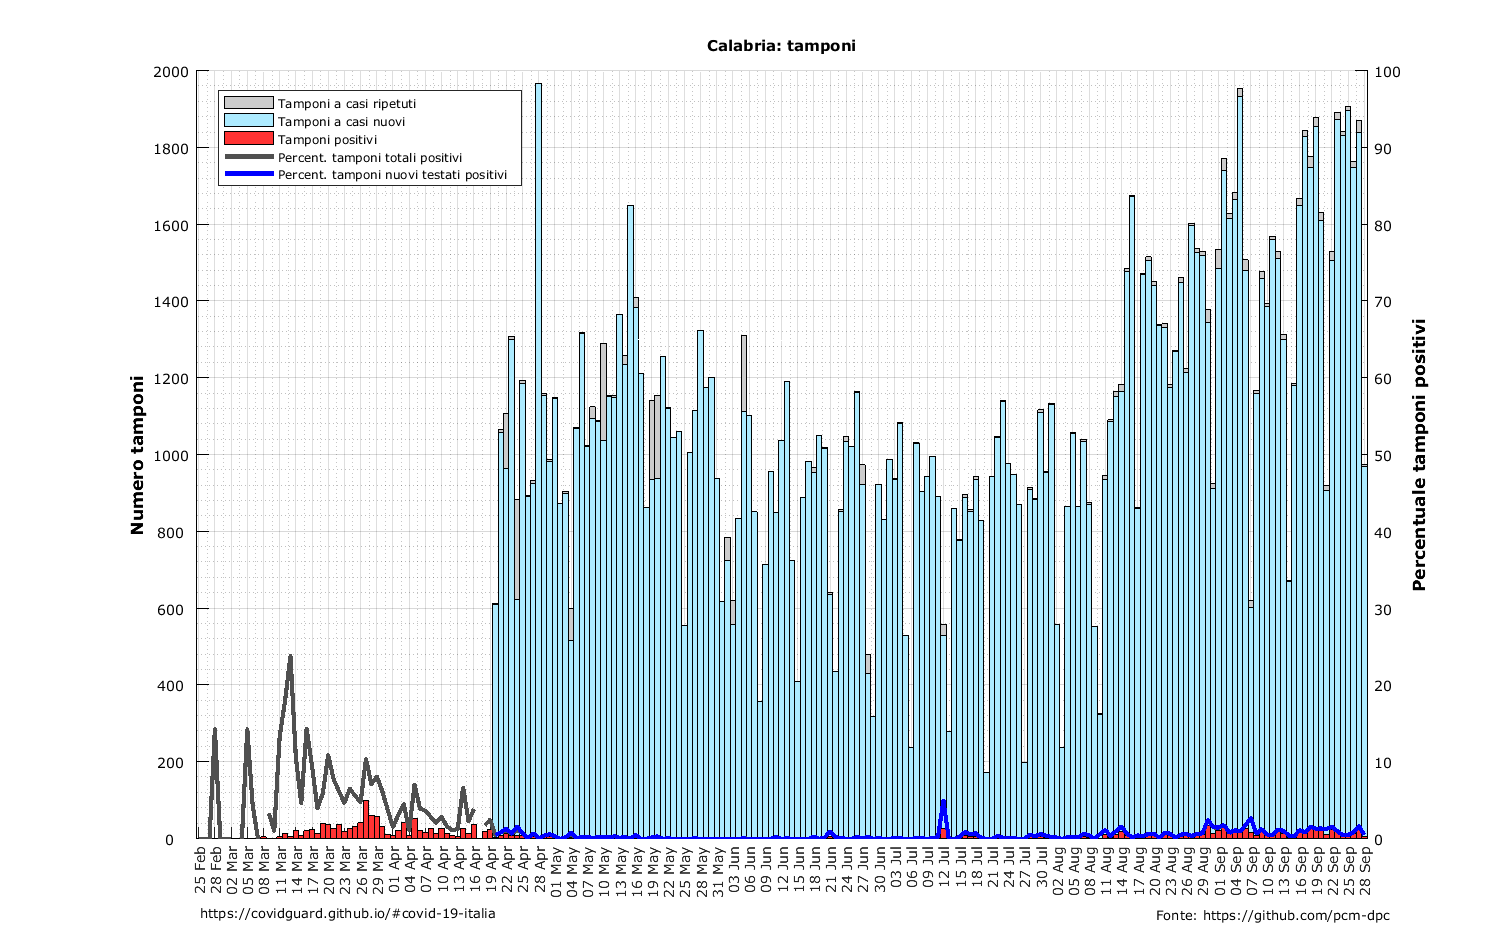 Calabria: tamponi
Tamponi a casi ripetuti
Tamponi a casi nuovi
Tamponi positivi
Percent. tamponi totali positivi
Percent. tamponi nuovi testati positivi
Numero tamponi
2000
1800
1600
1400
1200
1000
800
600
400
200
0
Percentuale tamponi positivi
100
90
80
70
60
50
40
30
20
10
0
25 Feb
28 Feb
02 Mar
05 Mar
08 Mar
11 Mar
14 Mar
17 Mar
20 Mar
23 Mar
26 Mar
29 Mar
01 Apr
04 Apr
07 Apr
10 Apr
13 Apr
16 Apr
19 Apr
22 Apr
25 Apr
28 Apr
01 May
04 May
07 May
10 May
13 May
16 May
19 May
22 May
25 May
28 May
31 May
03 Jun
06 Jun
09 Jun
12 Jun
15 Jun
18 Jun
21 Jun
24 Jun
27 Jun
30 Jun
03 Jul
06 Jul
09 Jul
12 Jul
15 Jul
18 Jul
21 Jul
24 Jul
27 Jul
30 Jul
02 Aug
05 Aug
08 Aug
11 Aug
14 Aug
17 Aug
20 Aug
23 Aug
26 Aug
29 Aug
01 Sep
04 Sep
07 Sep
10 Sep
13 Sep
16 Sep
19 Sep
22 Sep
25 Sep
28 Sep
https://covidguard.github.io/#covid-19-italia
Fonte: https://github.com/pcm-dpc